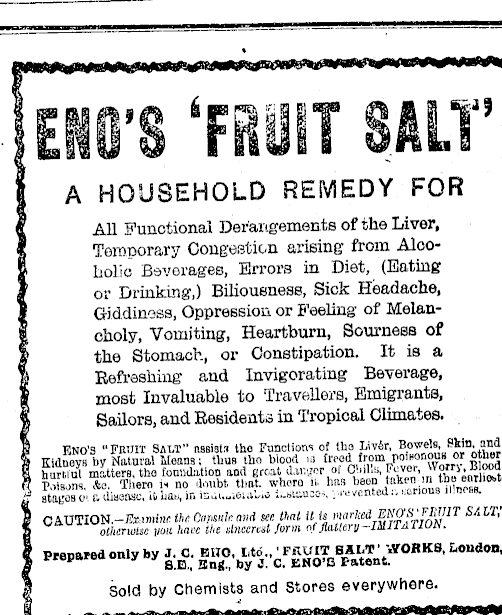 ENO'S 'FRUIT SALT'
A HOUSEHOLD REMEDY FOR
All Functional Derangements of the Liver,
Temporary Congestion arising from Alco-
holic Beverages, Errors in Diet, (Eating
or Drinking,) Biliousness, Sick Headache,
Giddiness, Oppression or Feeling of Melan-
choly, Vomiting, Heartburn, Sourness of
the Stomach, or Constipation. It is a
Refreshing and Invigorating Beverage,
most Invaluable to Travellers, Emigrants,
Sailors, and Residents in Tropical Climates.
ENO'S "FRUIT SALT" assists the Functions of the Liver, Bowels, Skin, and
Kidneys by Natural Means; thus the blood is freed from poisonous or other
hurtful matters, the foundation and great danger of Chills, Fever, Worry, Blood
Poisons, &c. There is no doubt that where it has been taken in the earliest
stages of a disease, it has, in innumerable instances, prevented a serious illness.
CAUTION.—Examine the Capsule and see that it is marked ENO'S 'FRUIT SALT,'
otherwise you have the sincerest form of flattery—IMITATION.
Prepared only by J. C. ENO, Ltd., 'FRUIT SALT' WORKS, London,
S.E., Eng., by J. C. ENO'S Patent.
Sold by Chemists and Stores everywhere.